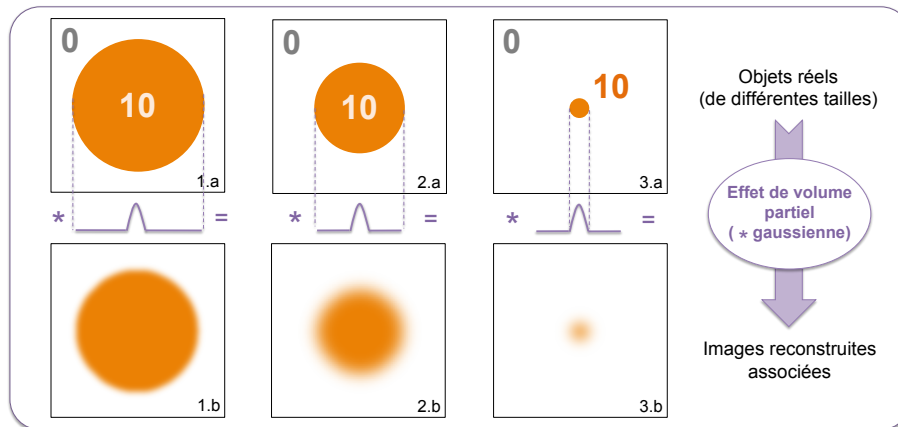 0
10
1.a
0
10
2.a
0
10
3.a
Objets réels
(de différentes tailles)
* =
* =
* =
Effet de volume
partiel
( * gaussienne)
1.b
2.b
3.b
Images reconstruites
associées